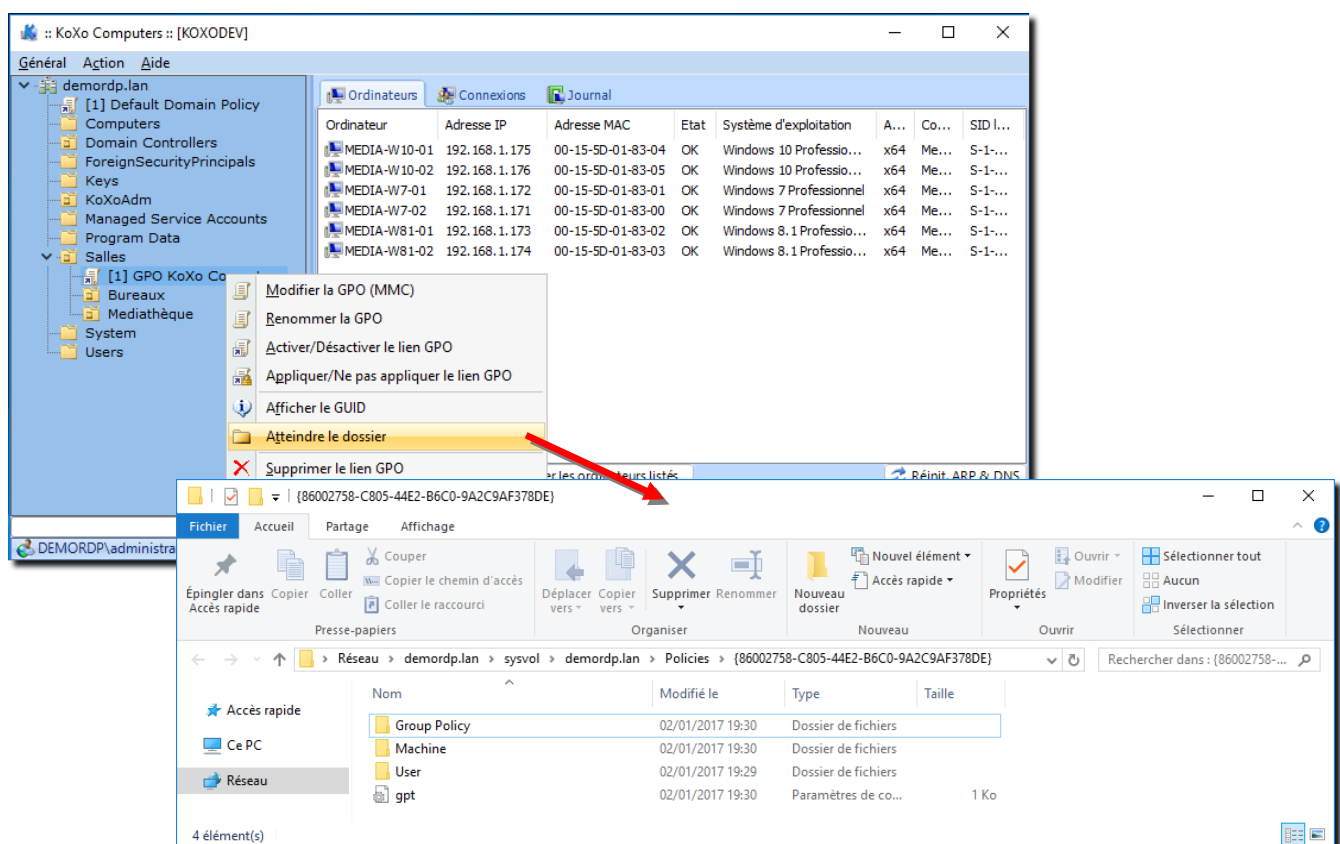 :: KoXo Computers :: [KOXODEV]
Général Action Aide
demordp.lan
[1] Default Domain Policy
Computers
Domain Controllers
ForeignSecurityPrincipals
Keys
KoXoAdm
Managed Service Accounts
Program Data
Salles
[1] GPO KoXo
Bureaux
Mediathèque
System
Users
Ordinateurs Connexions Journal
Ordinateur Adresse IP Adresse MAC Etat Système d'exploitation A... Co... SID l...
MEDIA-W10-01 192.168.1.175 00-15-5D-01-83-04 OK Windows 10 Professio... x64 Me... S-1-...
MEDIA-W10-02 192.168.1.176 00-15-5D-01-83-05 OK Windows 10 Professio... x64 Me... S-1-...
MEDIA-W7-01 192.168.1.172 00-15-5D-01-83-01 OK Windows 7 Professionnel x64 Me... S-1-...
MEDIA-W7-02 192.168.1.171 00-15-5D-01-83-00 OK Windows 7 Professionnel x64 Me... S-1-...
MEDIA-W81-01 192.168.1.173 00-15-5D-01-83-02 OK Windows 8.1 Professio... x64 Me... S-1-...
MEDIA-W81-02 192.168.1.174 00-15-5D-01-83-03 OK Windows 8.1 Professio... x64 Me... S-1-...
Modifier la GPO (MMC)
Renommer la GPO
Activer/Désactiver le lien GPO
Appliquer/Ne pas appliquer le lien GPO
Afficher le GUID
Atteindre le dossier
Supprimer le lien GPO
er les ordinateurs listés Réinit. ARP & DNS
DEMORDP\administra
{86002758-C805-44E2-B6C0-9A2C9AF378DE}
Fichier Accueil Partage Affichage
Épingler dans Accès rapide
Copier
Coller
Couper
Copier le chemin d'accès
Coller le raccourci
Presse-papiers
Déplacer vers
Copier vers
Supprimer
Renommer
Organiser
Nouveau dossier
Nouvel élément
Accès rapide
Nouveau
Propriétés
Ouvrir
Modifier
Ouvrir
Sélectionner tout
Aucun
Inverser la sélection
Sélectionner
Réseau > demordp.lan > sysvol > demordp.lan > Policies > {86002758-C805-44E2-B6C0-9A2C9AF378DE}
Rechercher dans : {86002758-...
Accès rapide
Ce PC
Réseau
Nom Modifié le Type Taille
Group Policy 02/01/2017 19:30 Dossier de fichiers
Machine 02/01/2017 19:30 Dossier de fichiers
User 02/01/2017 19:29 Dossier de fichiers
gpt 02/01/2017 19:30 Paramètres de co... 1 Ko
4 élément(s)